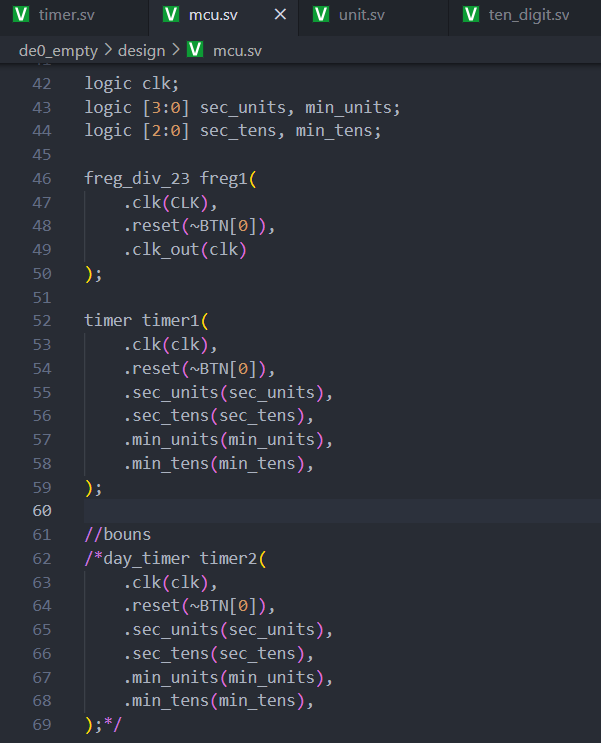 timer.sv mcu.sv unit.sv ten_digit.sv
de0_empty > design > mcu.sv
42 logic clk;
43 logic [3:0] sec_units, min_units;
44 logic [2:0] sec_tens, min_tens;
45
46 freg_div_23 freg1(
47 .clk(CLK),
48 .reset(~BTN[0]),
49 .clk_out(clk)
50 );
51
52 timer timer1(
53 .clk(clk),
54 .reset(~BTN[0]),
55 .sec_units(sec_units),
56 .sec_tens(sec_tens),
57 .min_units(min_units),
58 .min_tens(min_tens),
59 );
60
61 //bouns
62 /*day_timer timer2(
63 .clk(clk),
64 .reset(~BTN[0]),
65 .sec_units(sec_units),
66 .sec_tens(sec_tens),
67 .min_units(min_units),
68 .min_tens(min_tens),
69 );*/